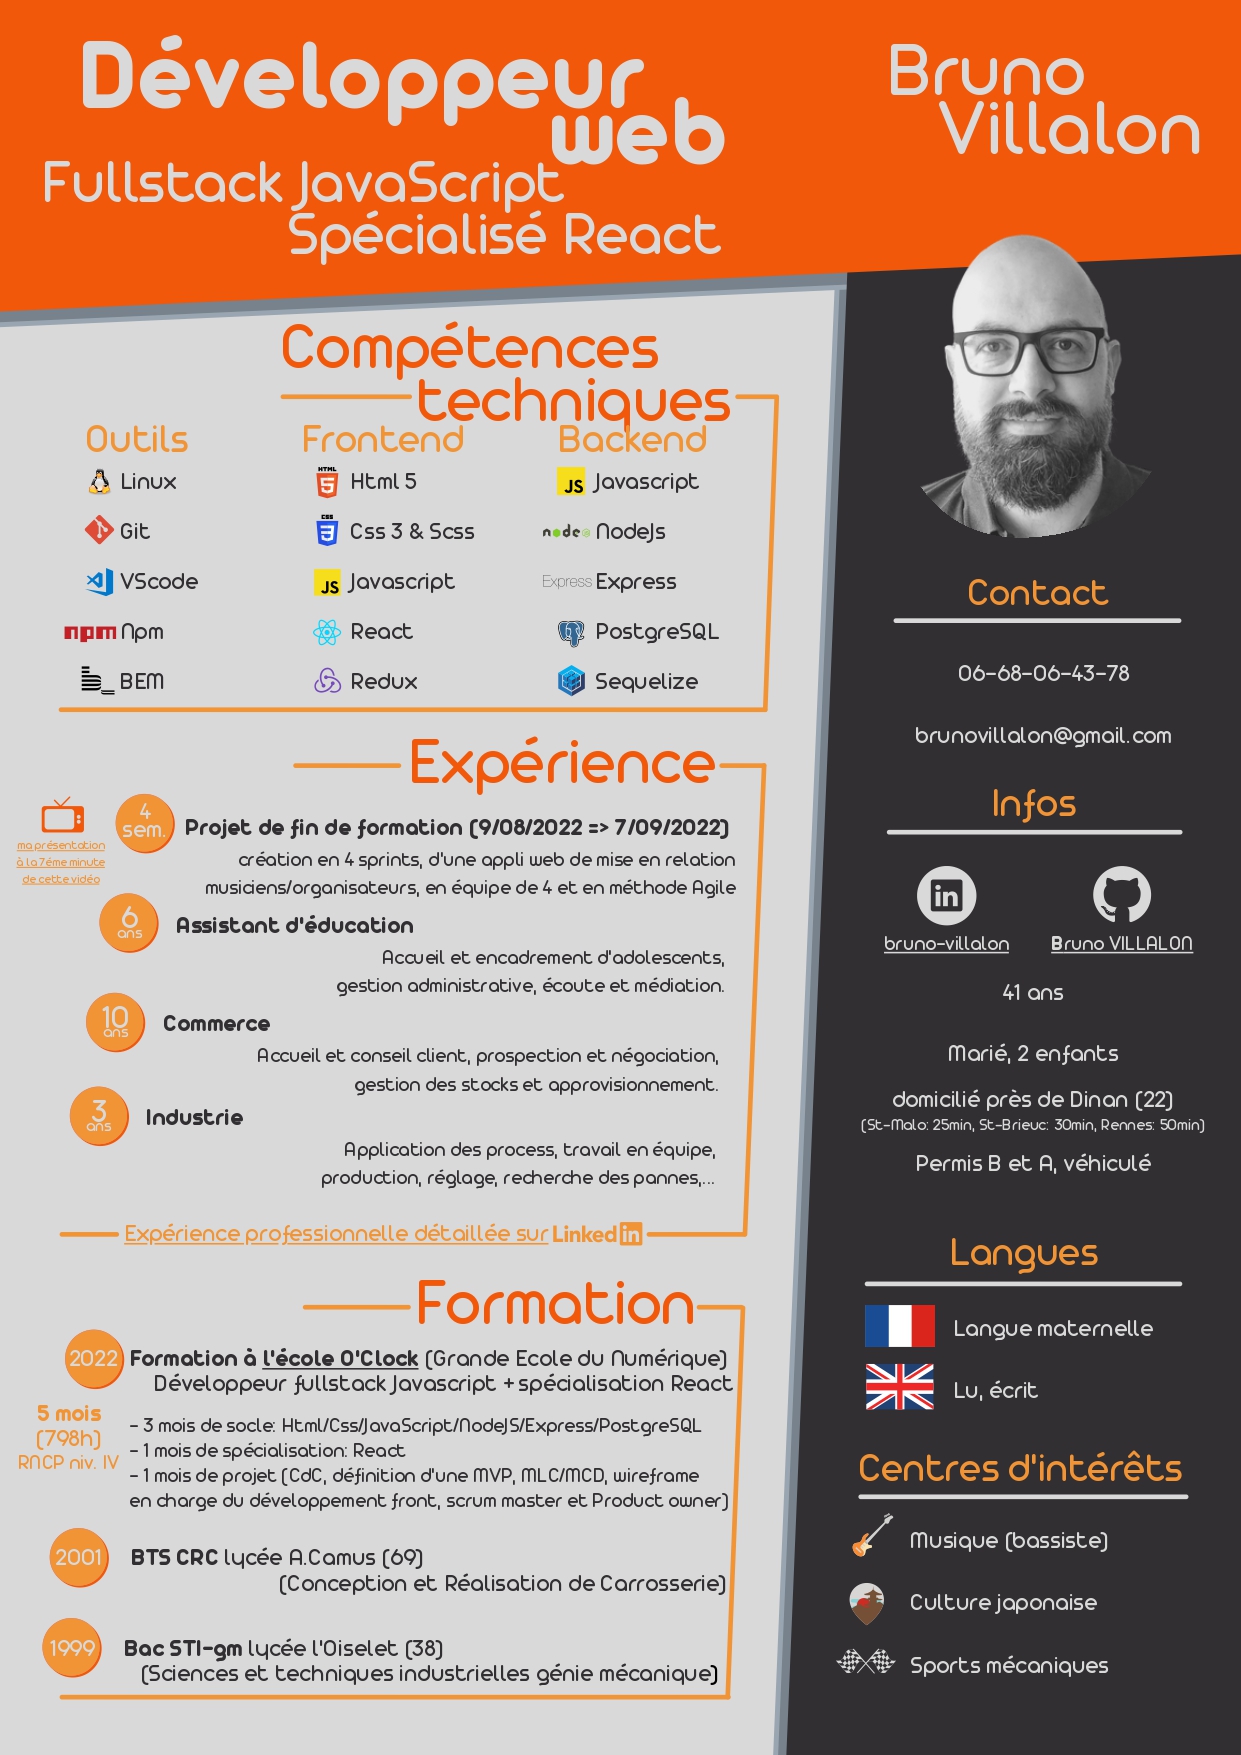 Développeur
web
Fullstack JavaScript
Spécialisé React
Bruno
Villalon
Compétences
techniques
Outils
Linux
Git
VScode
npm Npm
b_ BEM
Frontend
HTML 5 Html 5
CSS 3 Css 3 & Scss
JS Javascript
React
Redux
Backend
JS Javascript
node NodeJs
Express Express
PostgreSQL
Sequelize
Expérience
ma présentation
à la 7éme minute
de cette vidéo
4
sem.
Projet de fin de formation (9/08/2022 => 7/09/2022)
création en 4 sprints, d'une appli web de mise en relation
musiciens/organisateurs, en équipe de 4 et en méthode Agile
6
ans
Assistant d'éducation
Accueil et encadrement d'adolescents,
gestion administrative, écoute et médiation.
10
ans
Commerce
Accueil et conseil client, prospection et négociation,
gestion des stocks et approvisionnement.
3
ans
Industrie
Application des process, travail en équipe,
production, réglage, recherche des pannes,...
Expérience professionnelle détaillée sur Linkedin
Formation
2022 Formation à l'école O'Clock (Grande Ecole du Numérique)
Développeur fullstack Javascript + spécialisation React
5 mois
(798h)
RNCP niv. IV
- 3 mois de socle: Html/Css/JavaScript/NodeJS/Express/PostgreSQL
- 1 mois de spécialisation: React
- 1 mois de projet (CdC, définition d'une MVP, MLC/MCD, wireframe
en charge du développement front, scrum master et Product owner)
2001 BTS CRC lycée A.Camus (69)
(Conception et Réalisation de Carrosserie)
1999 Bac STI-gm lycée l'Oiselet (38)
(Sciences et techniques industrielles génie mécanique)
Contact
06-68-06-43-78
brunovillalon@gmail.com
Infos
in
bruno-villalon
Bruno VILLALON
41 ans
Marié, 2 enfants
domicilié près de Dinan (22)
(St-Malo: 25min, St-Brieuc: 30min, Rennes: 50min)
Permis B et A, véhiculé
Langues
Langue maternelle
Lu, écrit
Centres d'intérêts
Musique (bassiste)
Culture japonaise
Sports mécaniques